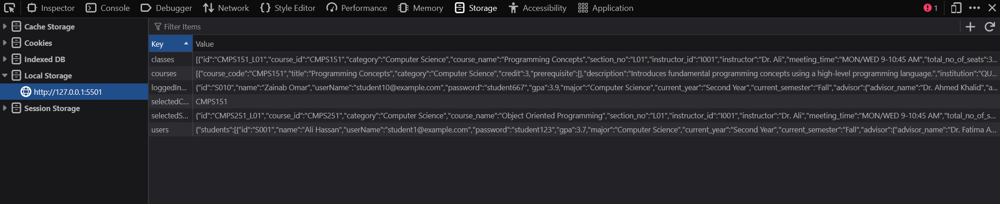 Inspector Console Debugger Network Style Editor Performance Memory Storage Accessibility Application 1
Cache Storage
Cookies
Indexed DB
Local Storage
http://127.0.0.1:5501
Session Storage
Filter Items
Key Value
classes [{"id":"CMPS151_L01","course_id":"CMPS151","category":"Computer Science","course_name":"Programming Concepts","section_no":"L01","instructor_id":"I001","instructor":"Dr. Ali","meeting_time":"MON/WED 9-10:45 AM","total_no_of_seats":3...
courses [{"course_code":"CMPS151","title":"Programming Concepts","category":"Computer Science","credit":3,"prerequisite":[],"description":"Introduces fundamental programming concepts using a high-level programming language.","institution":"QU...
loggedIn... {"id":"S010","name":"Zainab Omar","userName":"student10@example.com","password":"student667","gpa":3.9,"major":"Computer Science","current_year":"Second Year","current_semester":"Fall","advisor":{"advisor_name":"Dr. Ahmed Khalid","a...
selectedC... CMPS151
selectedS... {"id":"CMPS251_L01","course_id":"CMPS251","category":"Computer Science","course_name":"Object Oriented Programming","section_no":"L01","instructor_id":"I001","instructor":"Dr. Ali","meeting_time":"MON/WED 9-10:45 AM","total_no_of_s...
users {"students":[{"id":"S001","name":"Ali Hassan","userName":"student1@example.com","password":"student123","gpa":3.7,"major":"Computer Science","current_year":"Second Year","current_semester":"Fall","advisor":{"advisor_name":"Dr. Fatima A...